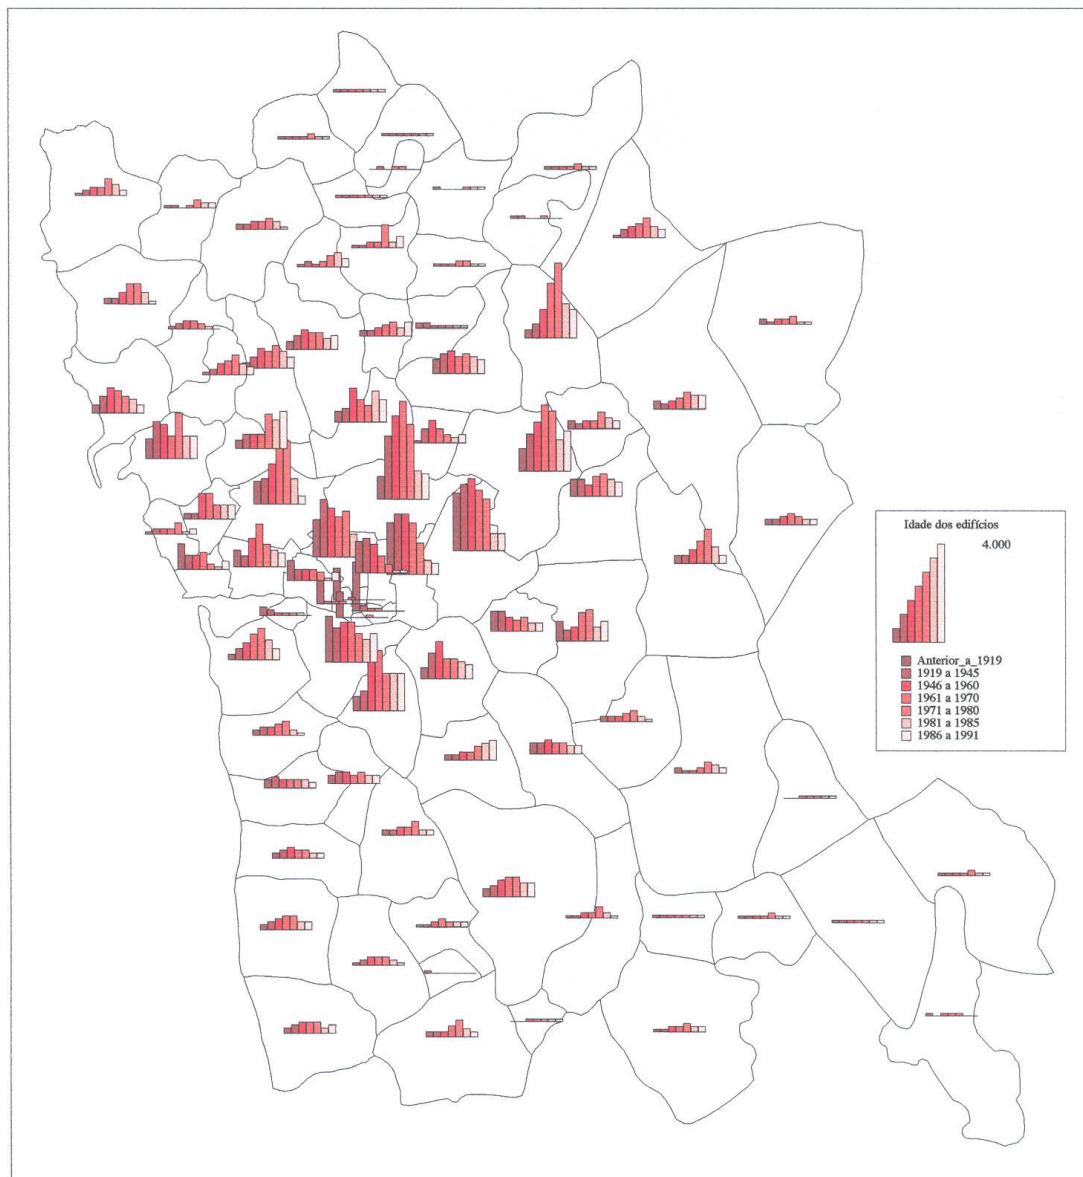 Idade dos edifícios
4.000
Anterior_a_1919
1919 a 1945
1946 a 1960
1961 a 1970
1971 a 1980
1981 a 1985
1986 a 1991